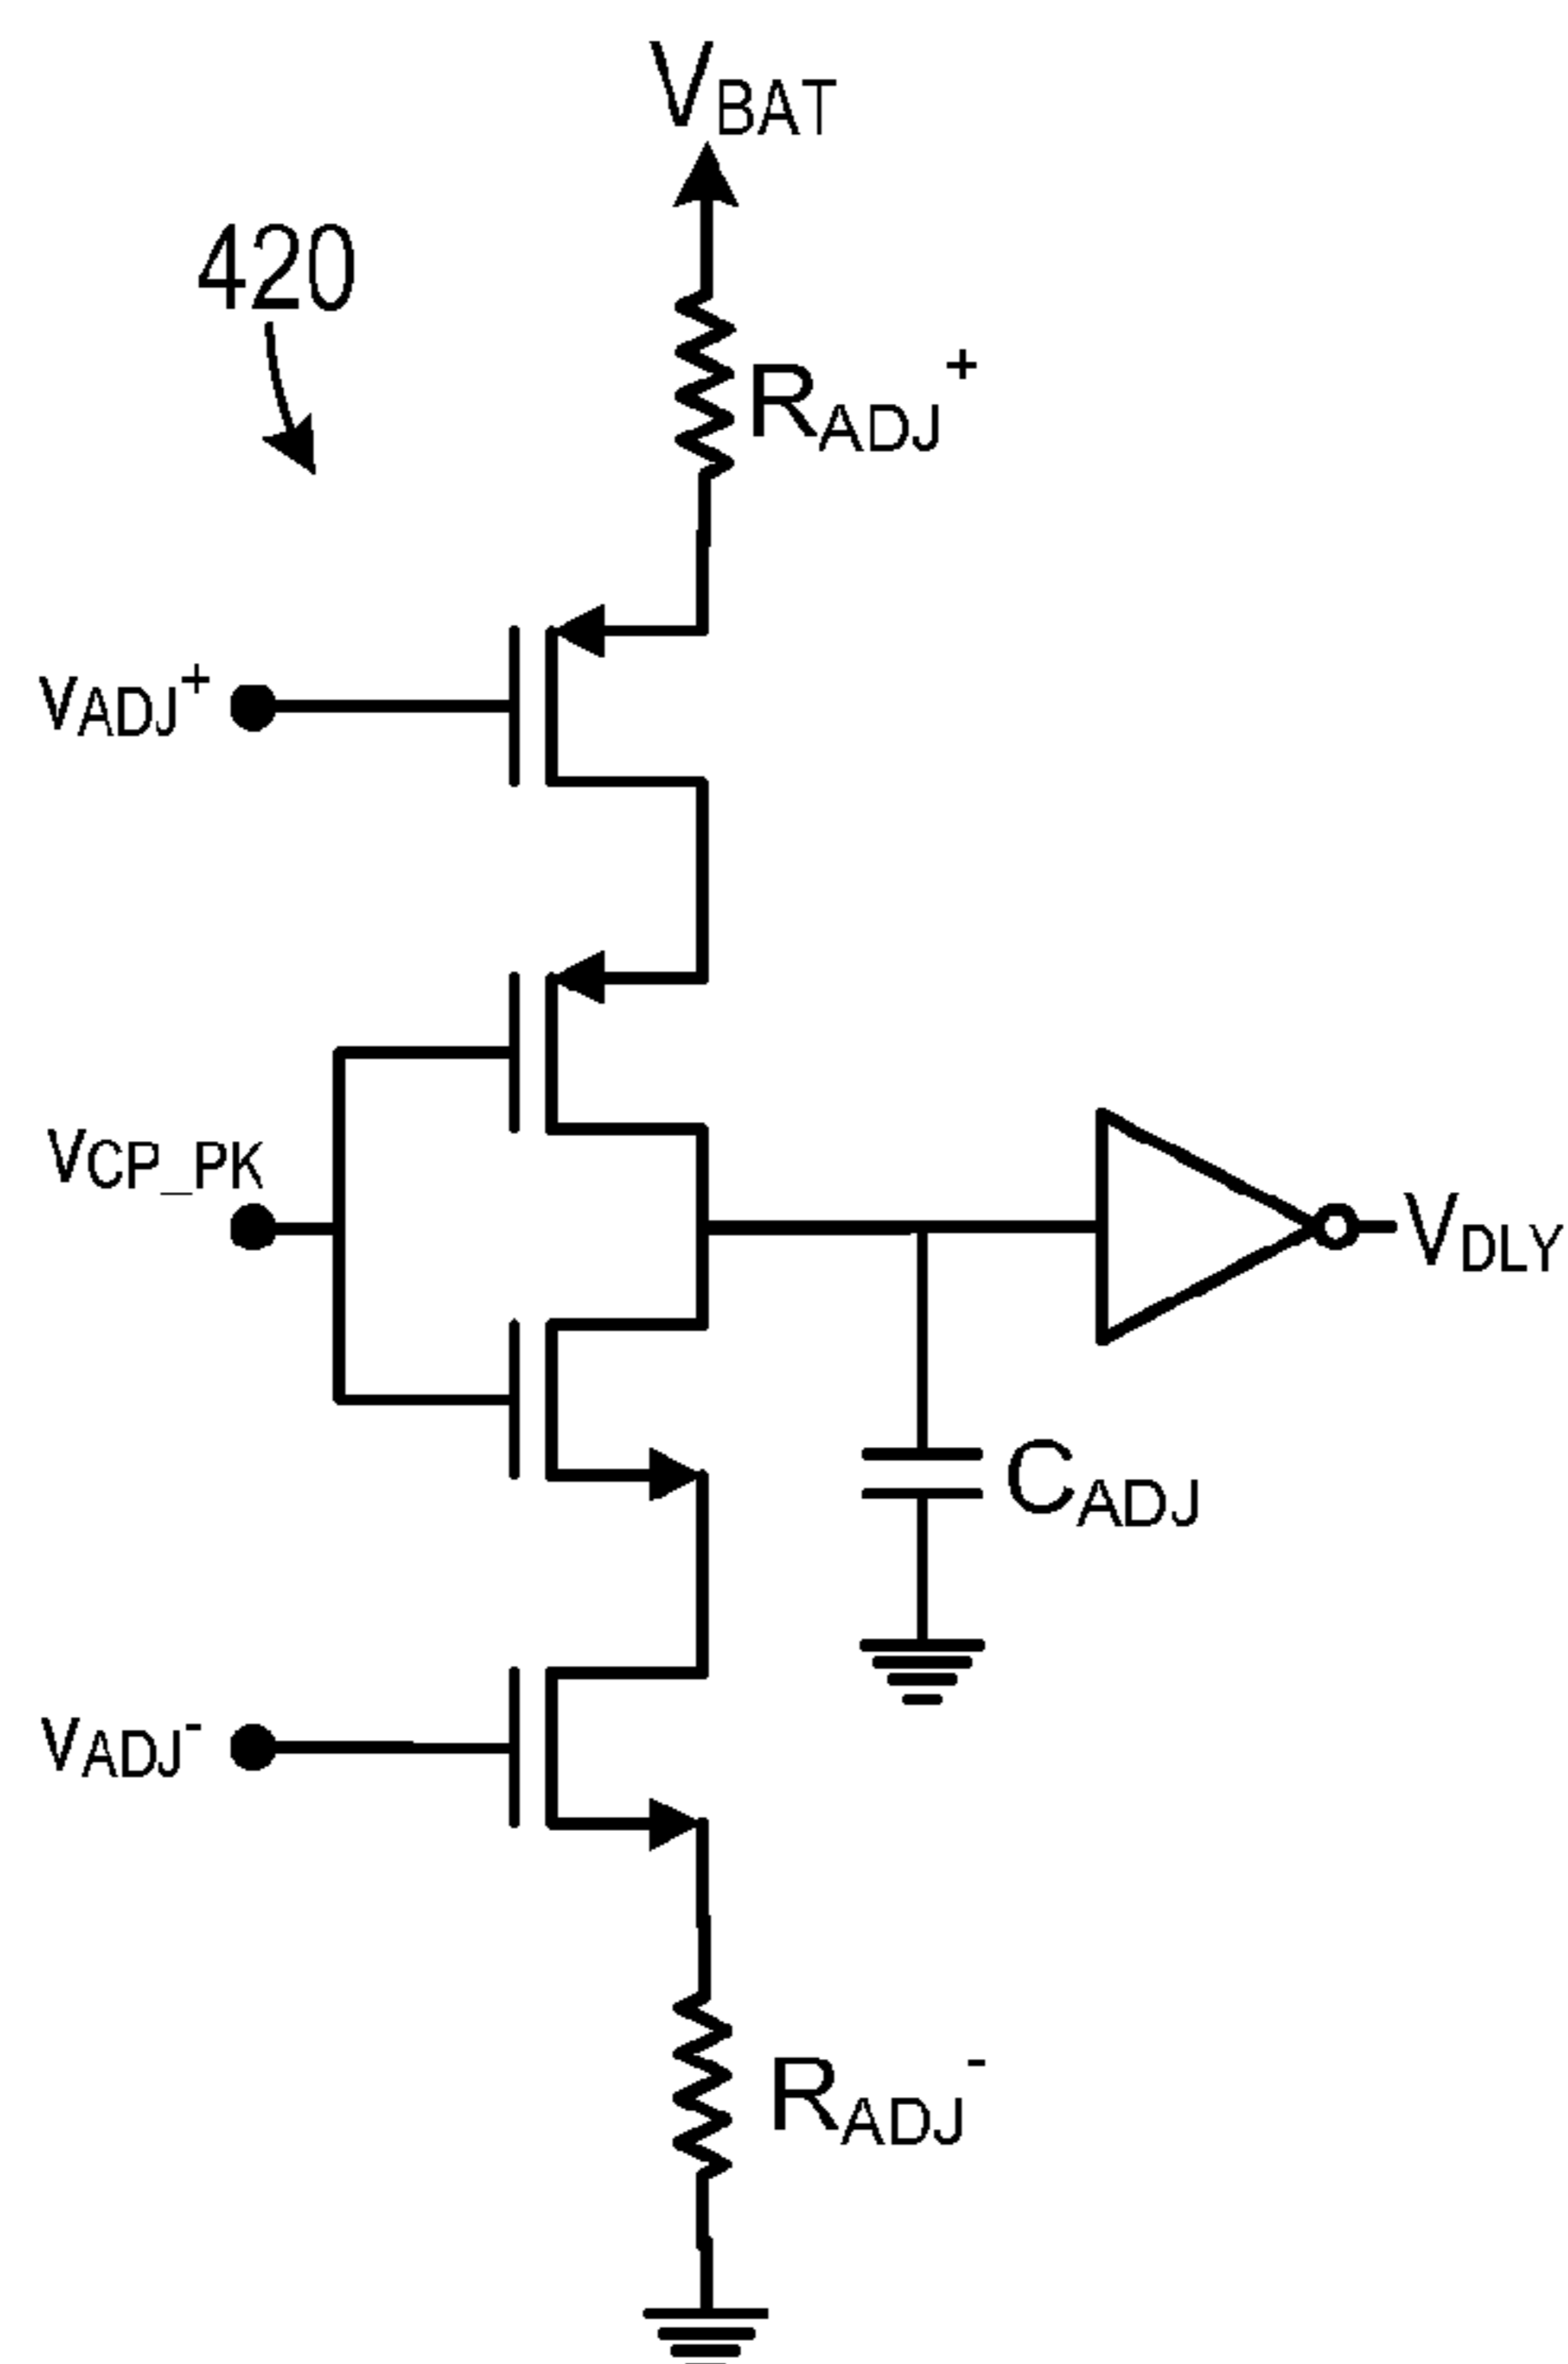 VBAT
420
RADJ+
VADJ+
VCP_PK
VDLY
CADJ
VADJ-
RADJ-